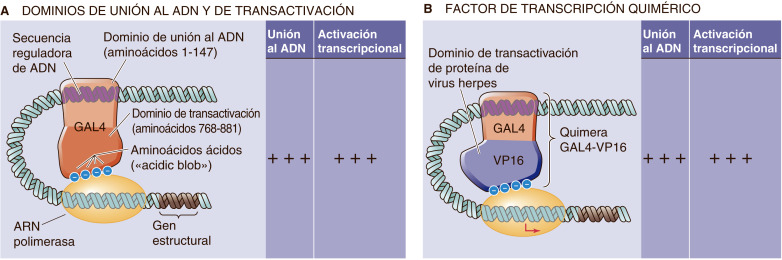 A DOMINIOS DE UNIÓN AL ADN Y DE TRANSACTIVACIÓN
Secuencia
reguladora
de ADN
Dominio de unión al ADN
(aminoácidos 1-147)
GAL4
Dominio de transactivación
(aminoácidos 768-881)
Aminoácidos ácidos
(«acidic blob»)
ARN
polimerasa
Gen
estructural
Unión
al ADN
Activación
transcripcional
+ + +
+ + +
B FACTOR DE TRANSCRIPCIÓN QUIMÉRICO
Dominio de transactivación
de proteína de
virus herpes
GAL4
VP16
Quimera
GAL4-VP16
Unión
al ADN
Activación
transcripcional
+ + +
+ + +